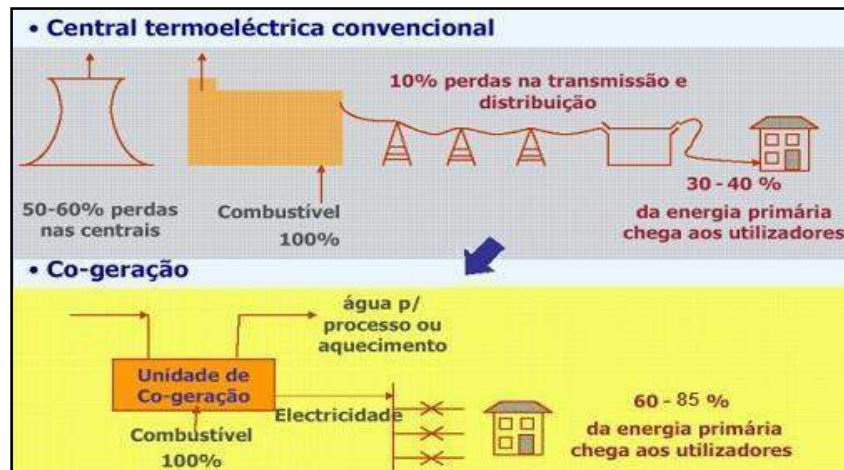 • Central termoeléctrica convencional
10% perdas na transmissão e
distribuição
50-60% perdas
nas centrais
Combustível
100%
30 - 40 %
da energia primária
chega aos utilizadores
• Co-geração
água p/
processo ou
aquecimento
Unidade de
Co-geração
Electricidade
Combustível
100%
60 - 85 %
da energia primária
chega aos utilizadores